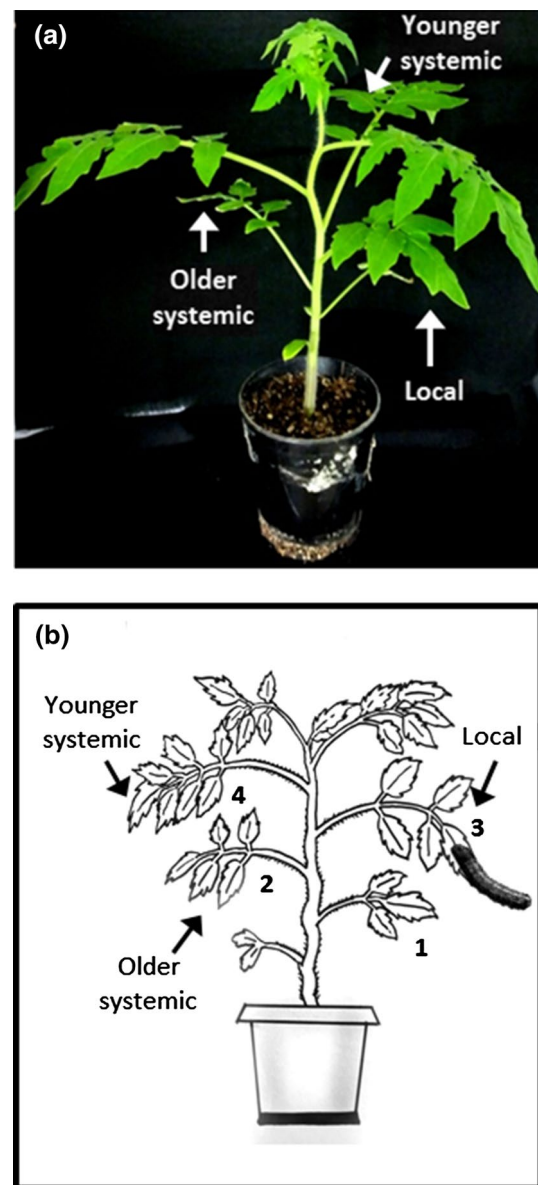 (a)
Younger
systemic
Older
systemic
Local
(b)
Younger
systemic
Local
4
3
2
1
Older
systemic